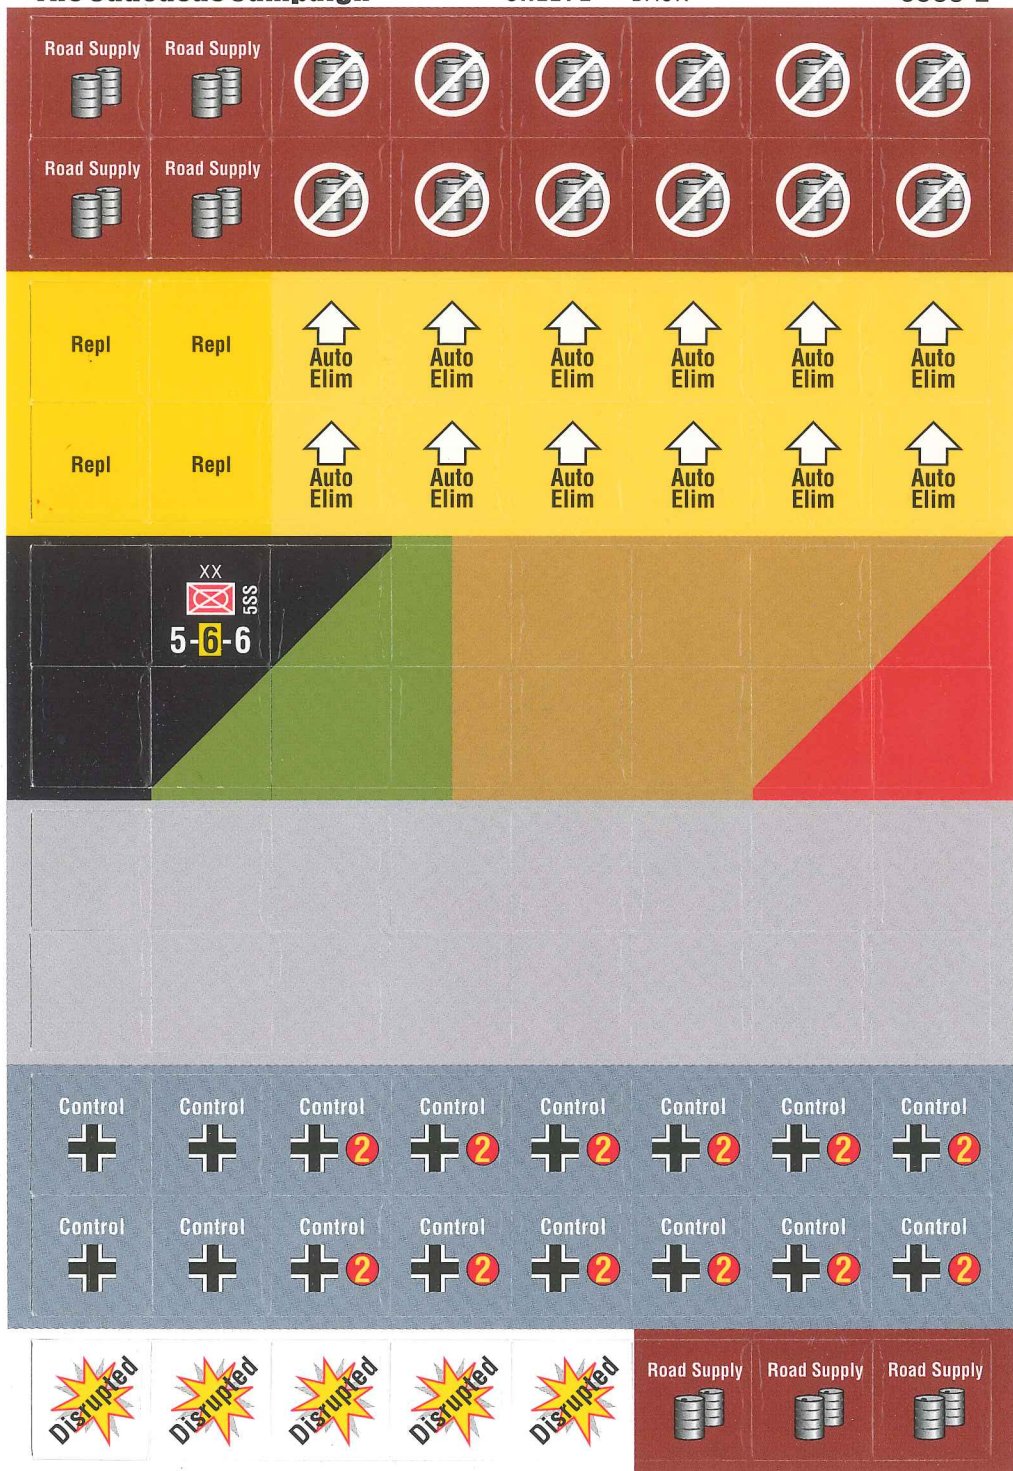 The Caucasus Campaign
Road Supply Road Supply
Road Supply Road Supply
Repl Repl Auto Elim Auto Elim Auto Elim Auto Elim Auto Elim Auto Elim
Repl Repl Auto Elim Auto Elim Auto Elim Auto Elim Auto Elim Auto Elim
XX
5SS
5-6-6
Control Control Control Control Control Control Control Control
2 2 2 2 2 2
Control Control Control Control Control Control Control Control
2 2 2 2 2 2
Disrupted Disrupted Disrupted Disrupted Disrupted Road Supply Road Supply Road Supply